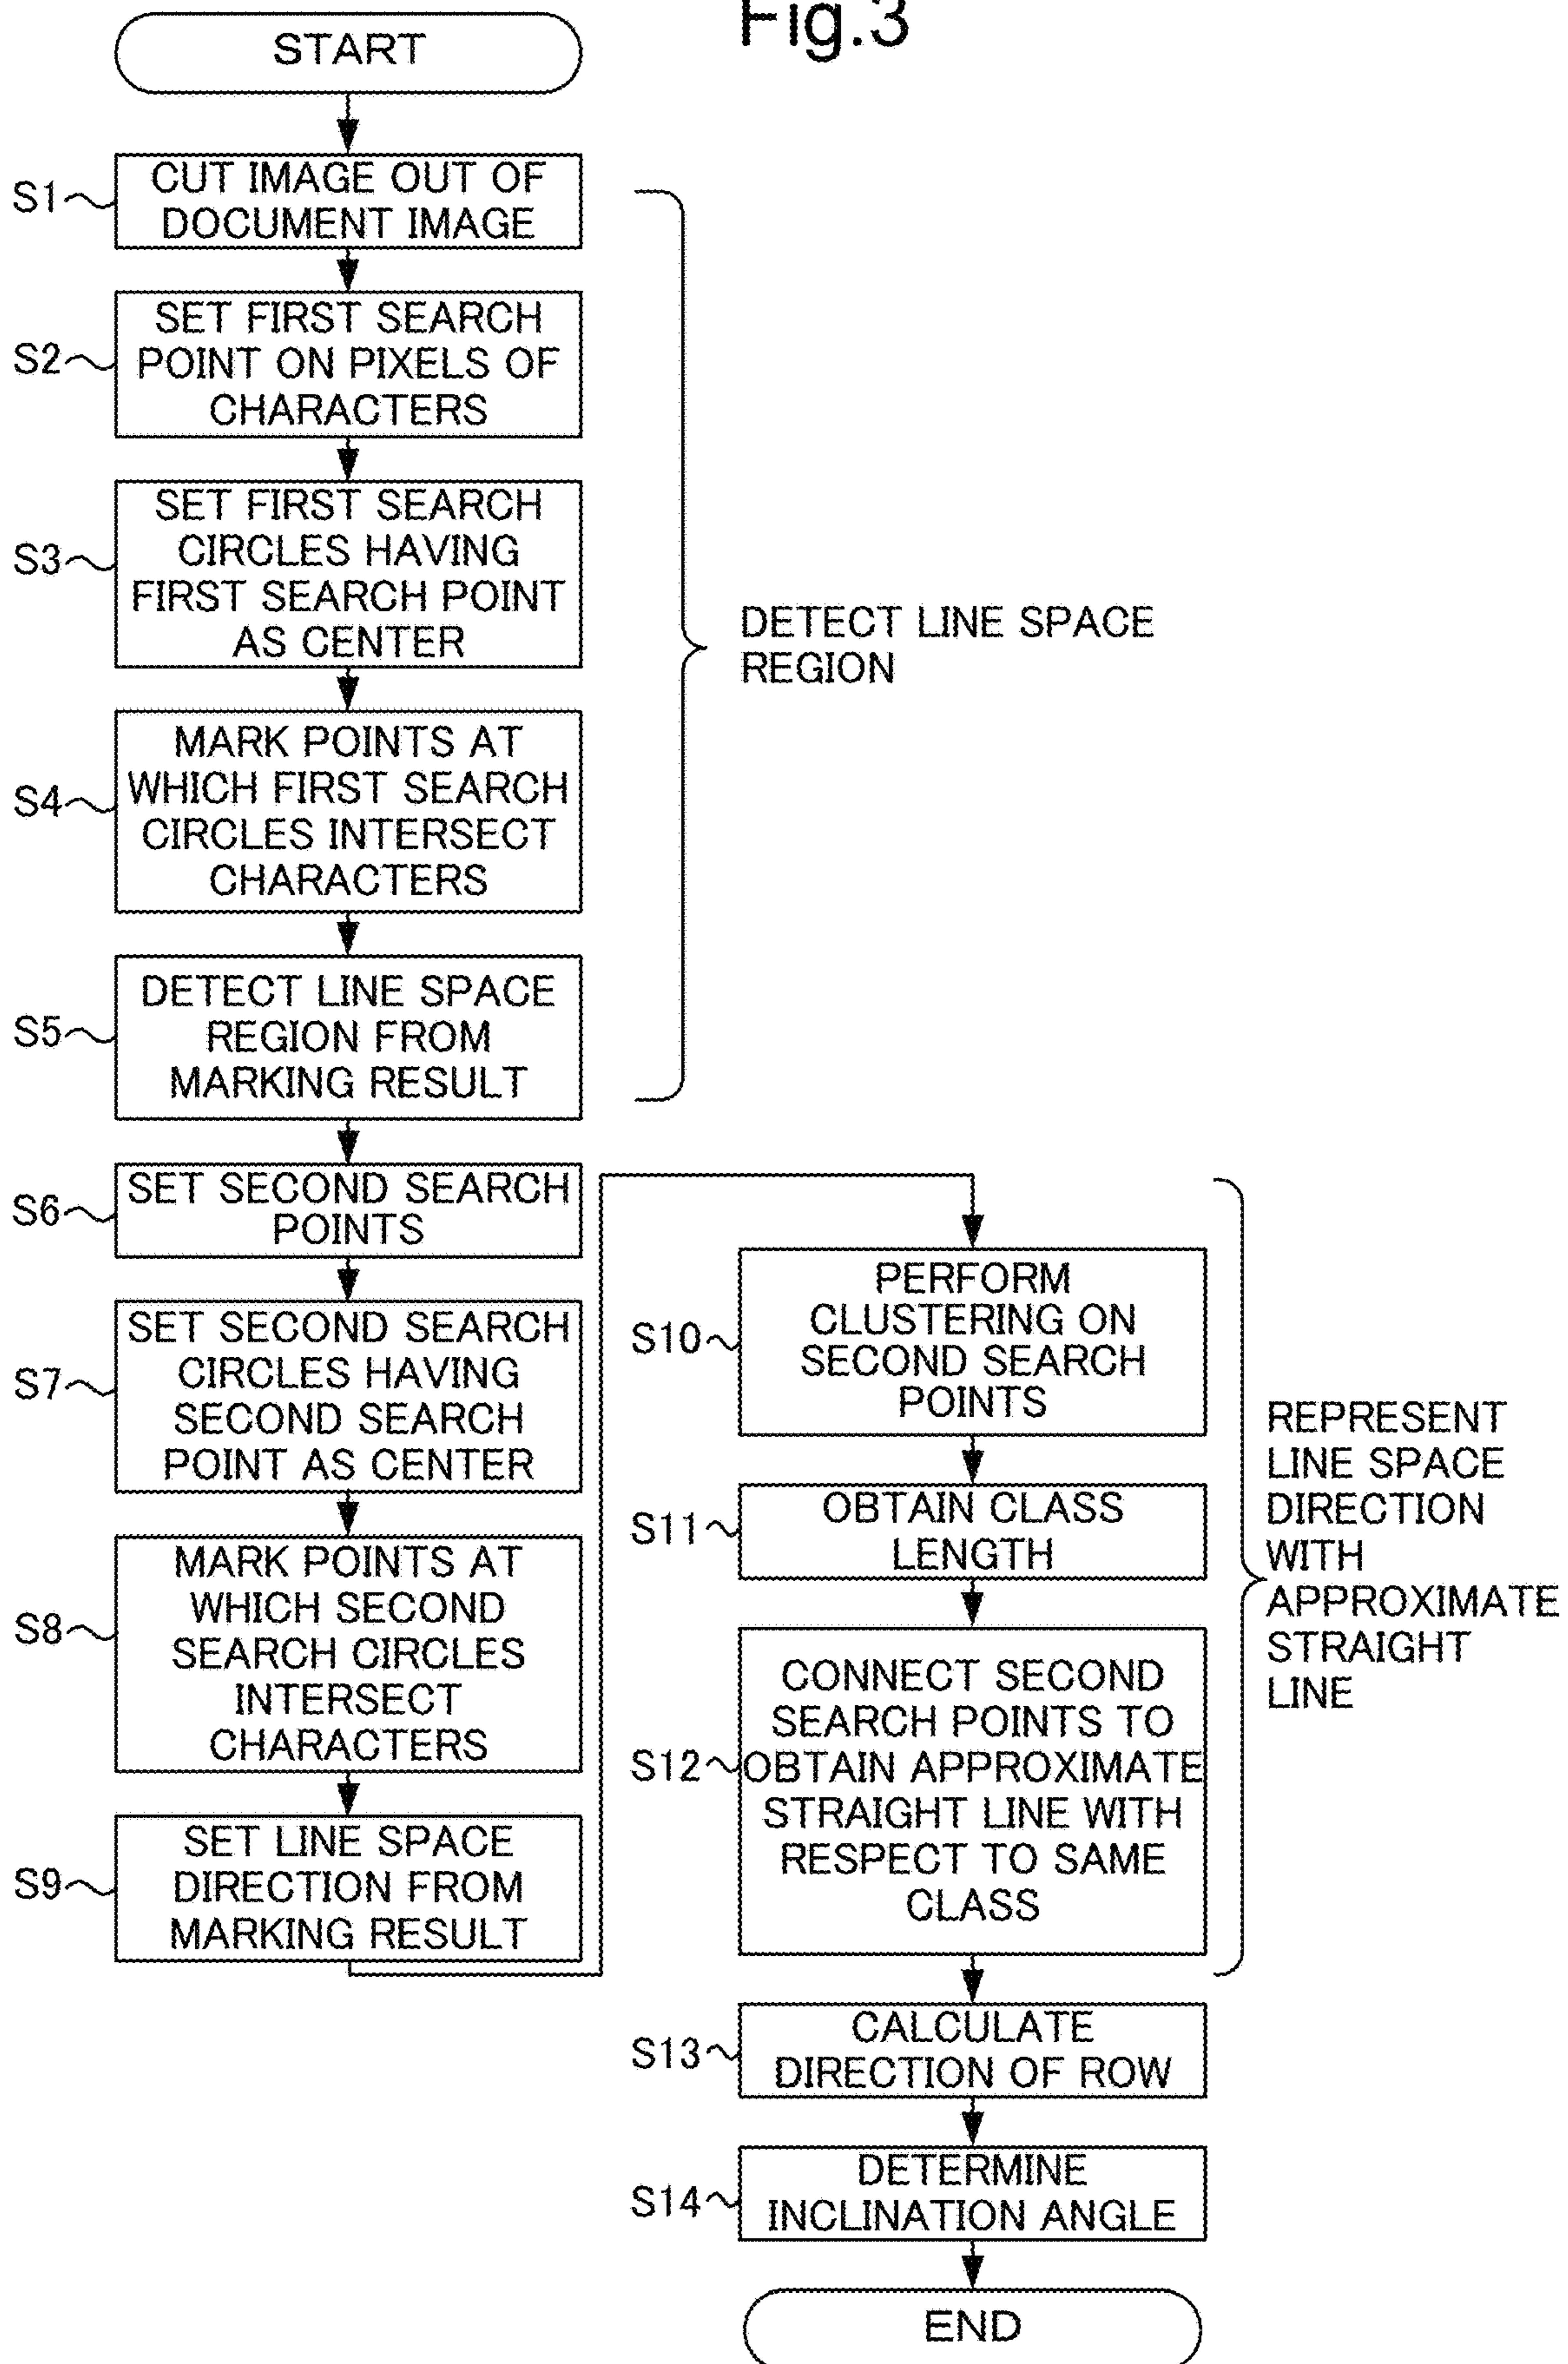 Fig.3
START
S1
CUT IMAGE OUT OF
DOCUMENT IMAGE
S2
SET FIRST SEARCH
POINT ON PIXELS OF
CHARACTERS
S3
SET FIRST SEARCH
CIRCLES HAVING
FIRST SEARCH POINT
AS CENTER
S4
MARK POINTS AT
WHICH FIRST SEARCH
CIRCLES INTERSECT
CHARACTERS
S5
DETECT LINE SPACE
REGION FROM
MARKING RESULT
DETECT LINE SPACE
REGION
S6
SET SECOND SEARCH
POINTS
S7
SET SECOND SEARCH
CIRCLES HAVING
SECOND SEARCH
POINT AS CENTER
S8
MARK POINTS AT
WHICH SECOND
SEARCH CIRCLES
INTERSECT
CHARACTERS
S9
SET LINE SPACE
DIRECTION FROM
MARKING RESULT
S10
PERFORM
CLUSTERING ON
SECOND SEARCH
POINTS
S11
OBTAIN CLASS
LENGTH
S12
CONNECT SECOND
SEARCH POINTS TO
OBTAIN APPROXIMATE
STRAIGHT LINE WITH
RESPECT TO SAME
CLASS
REPRESENT
LINE SPACE
DIRECTION
WITH
APPROXIMATE
STRAIGHT
LINE
S13
CALCULATE
DIRECTION OF ROW
S14
DETERMINE
INCLINATION ANGLE
END